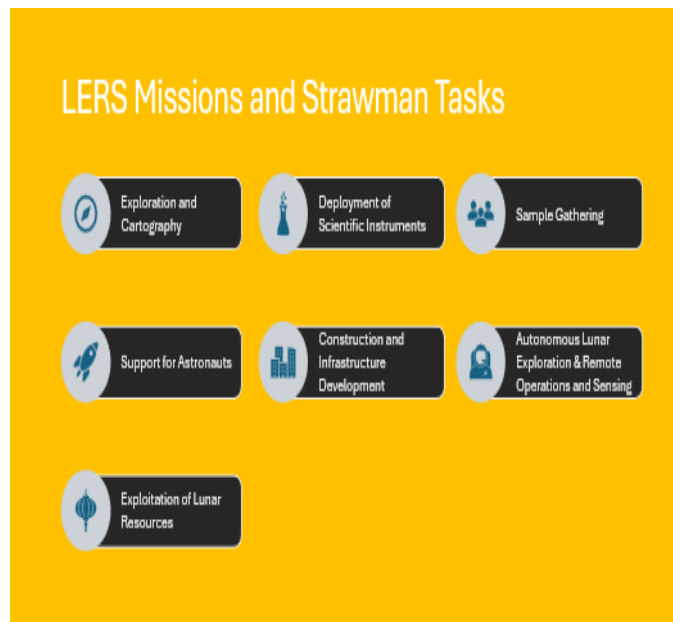 LERS Missions and Strawman Tasks
Exploration and
Cartography
Deployment of
Scientific Instruments
Sample Gathering
Support for Astronauts
Construction and
Infrastructure
Development
Autonomous Lunar
Exploration & Remote
Operations and Sensing
Exploitation of Lunar
Resources